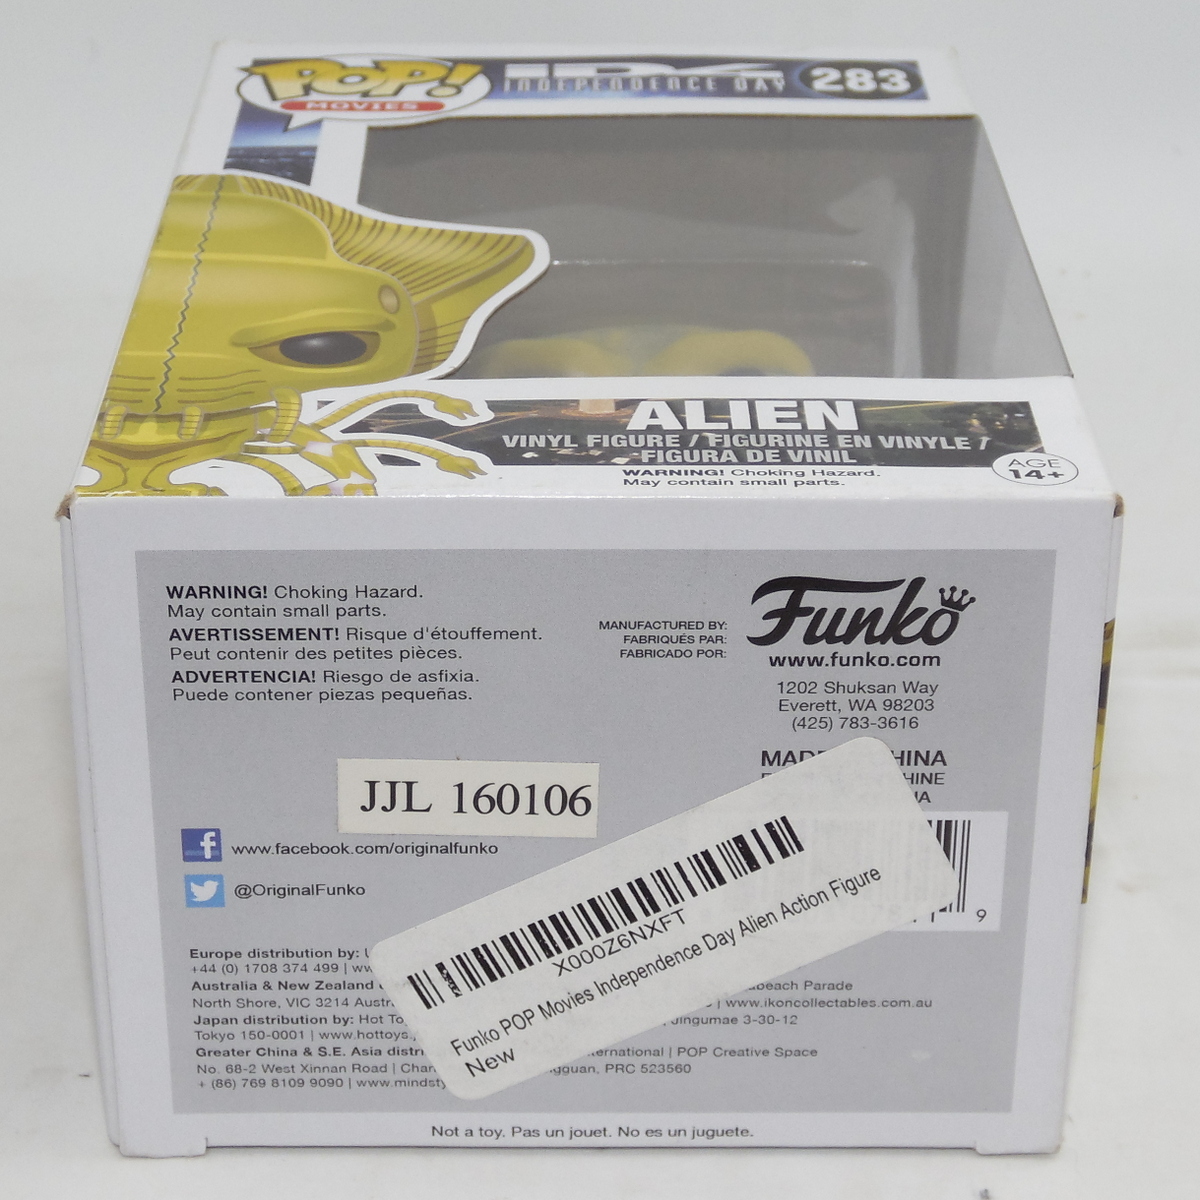 POP!
MOVIES
ID4
INDEPENDENCE DAY
283
ALIEN
VINYL FIGURE / FIGURINE EN VINYLE /
FIGURA DE VINIL
WARNING! Choking Hazard.
May contain small parts.
AGE
14+
WARNING! Choking Hazard.
May contain small parts.
AVERTISSEMENT! Risque d'étouffement.
Peut contenir des petites pièces.
ADVERTENCIA! Riesgo de asfixia.
Puede contener piezas pequeñas.
MANUFACTURED BY:
FABRIQUÉS PAR:
FABRICADO POR:
Funko
www.funko.com
1202 Shuksan Way
Everett, WA 98203
(425) 783-3616
JJL 160106
f www.facebook.com/originalfunko
@OriginalFunko
9
X000Z6NXFT
Funko POP Movies Independence Day Alien Action Figure
New
Europe distribution by:
+44 (0) 1708 374 499 |
Australia & New Zealand
North Shore, VIC 3214 | www.ikoncollectables.com.au
Parade
Japan distribution by: Hot
3-30-12
Tokyo 150-0001 |
Greater China & S.E. Asia | POP Creative Space
No. 68-2 West Xinnan Road | PRC 523560
+ (86) 769 8109 9090 |
Not a toy. Pas un jouet. No es un juguete.